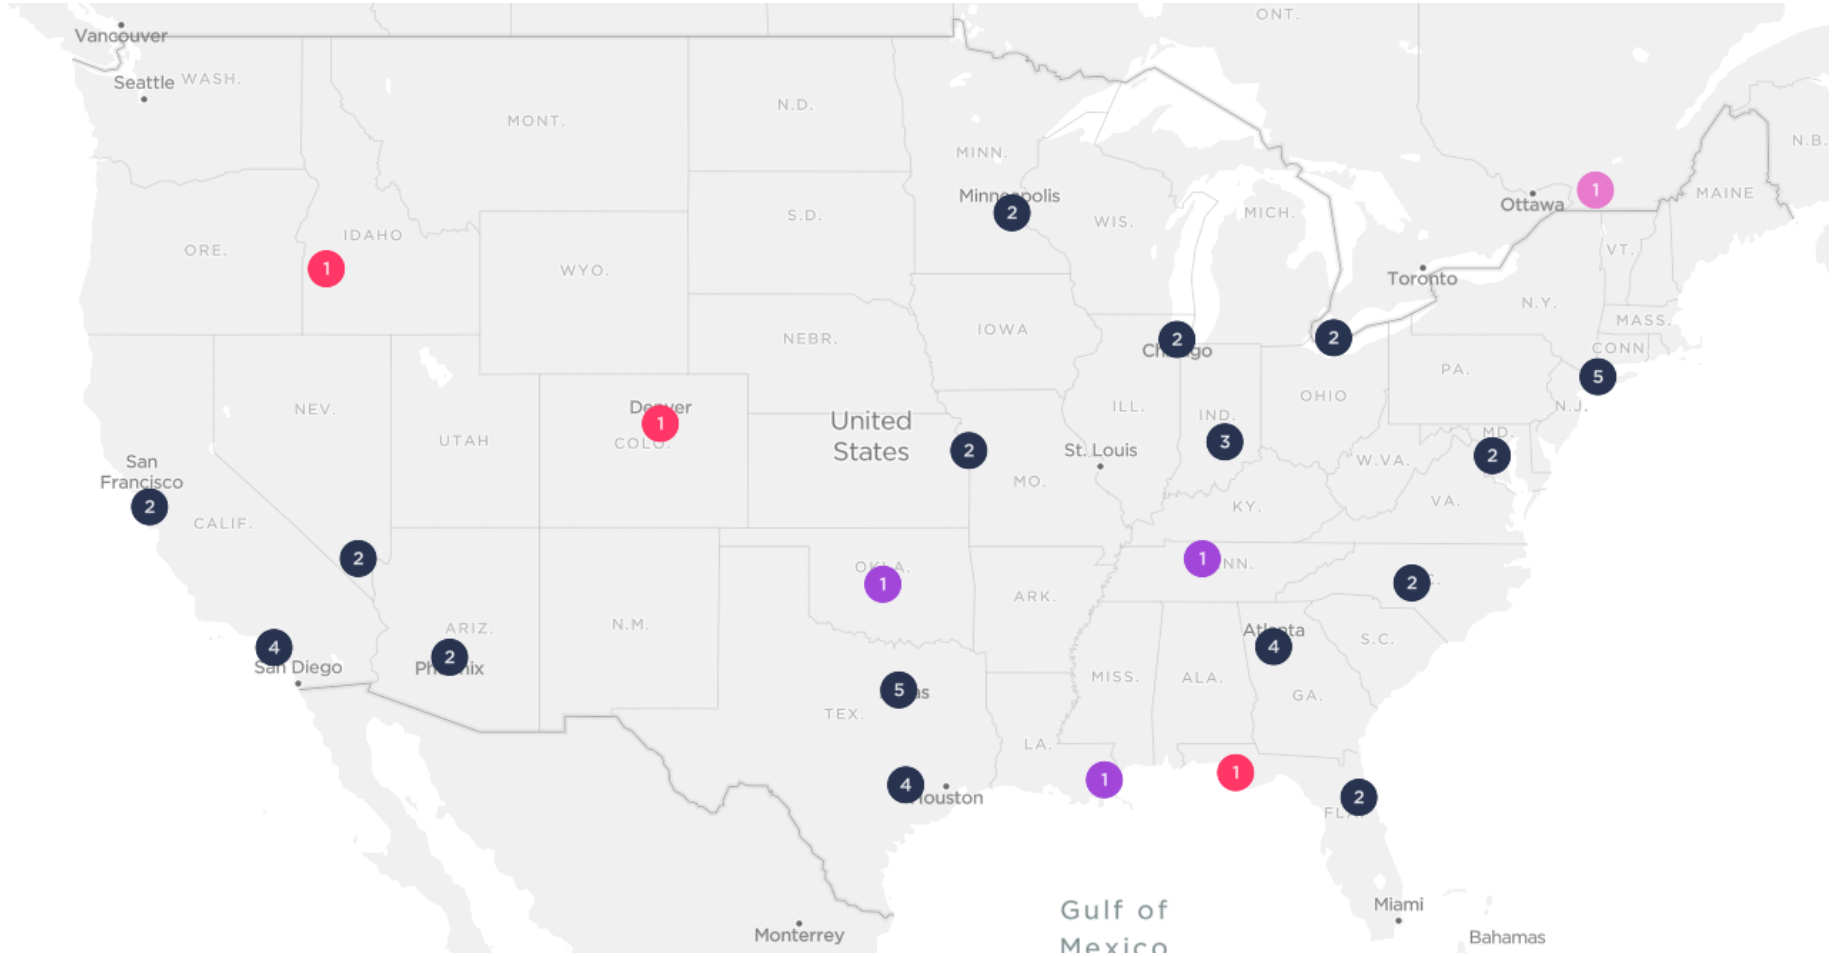 ONT.
Vancouver
WASH.
Seattle
N.D.
MONT.
MINN.
N.B.
1
MAINE
Minneapolis
Ottawa
2
S.D.
MICH.
WIS.
IDAHO
ORE.
VT.
1
WYO.
Toronto
N.Y.
MASS.
IOWA
NEBR.
2
2
Chicago
CONN.
PA.
5
OHIO
Denver
ILL.
N.J.
NEV.
IND.
1
United
States
COLO.
UTAH
3
MD.
2
St. Louis
2
W.VA.
San
Francisco
MO.
VA.
2
KY.
CALIF.
2
1
OKLA.
1
2
ARK.
N.M.
ARIZ.
Atlanta
S.C.
4
4
San Diego
2
Phoenix
MISS.
ALA.
5
GA.
TEX.
LA.
1
1
4
Houston
2
FLA.
Miami
Gulf of
Mexico
Monterrey
Bahamas